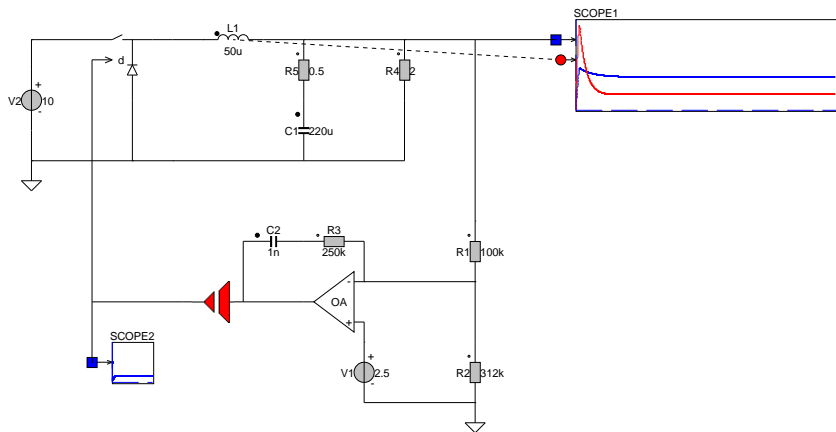 SCOPE1
L1
50u
d
R5 0.5
R4 2
V2 10
+
-
C1 220u
C2
1n
R3
250k
R1 100k
-
OA
+
SCOPE2
+
V1 2.5
-
R2 312k